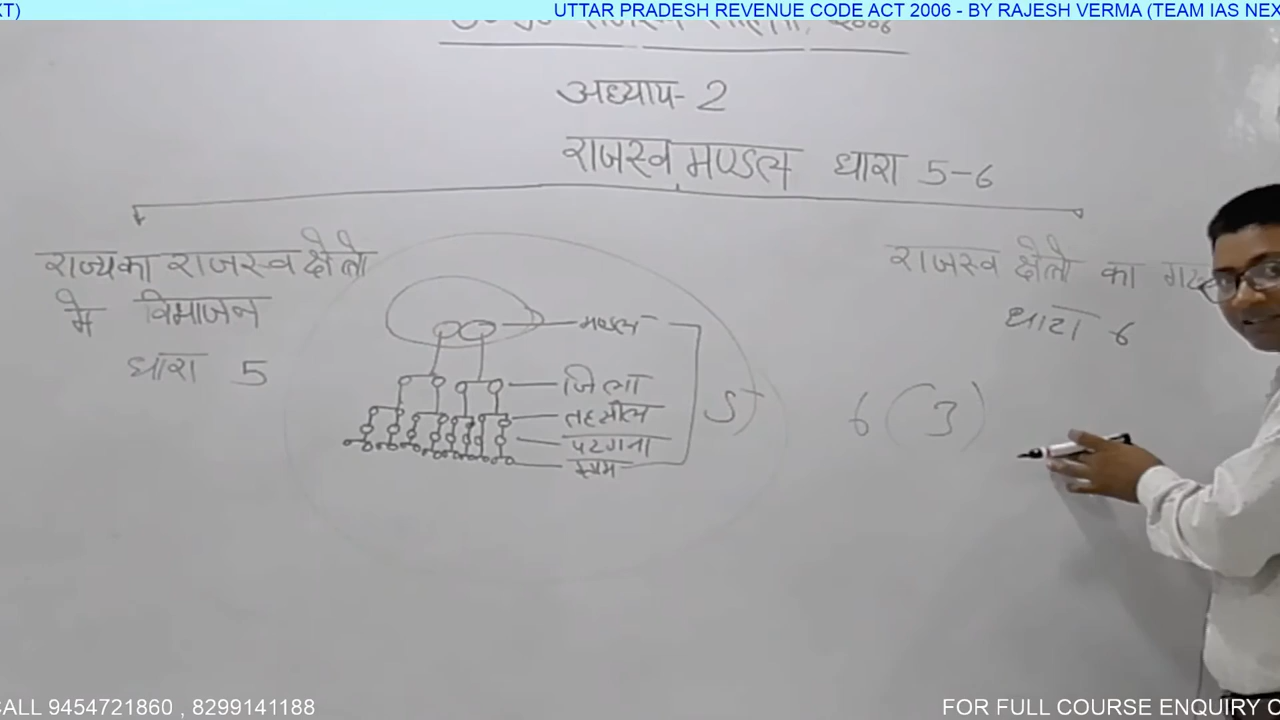 XT)
UTTAR PRADESH REVENUE CODE ACT 2006 - BY RAJESH VERMA (TEAM IAS NEX
अध्याय- 2
राजस्व मण्डल धारा 5-6
राज्य का राजस्व क्षेत्रो
मे विभाजन
धारा 5
मण्डल
जिला
तहसील
परगना
ग्राम
5
राजस्व क्षेत्रो का
धारा 6
6 (3)
CALL 9454721860 , 8299141188
FOR FULL COURSE ENQUIRY C